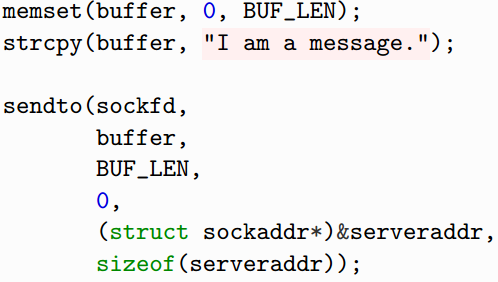 memset(buffer, 0, BUF_LEN);
strcpy(buffer, "I am a message.");
sendto(sockfd,
buffer,
BUF_LEN,
0,
(struct sockaddr*)&serveraddr,
sizeof(serveraddr));